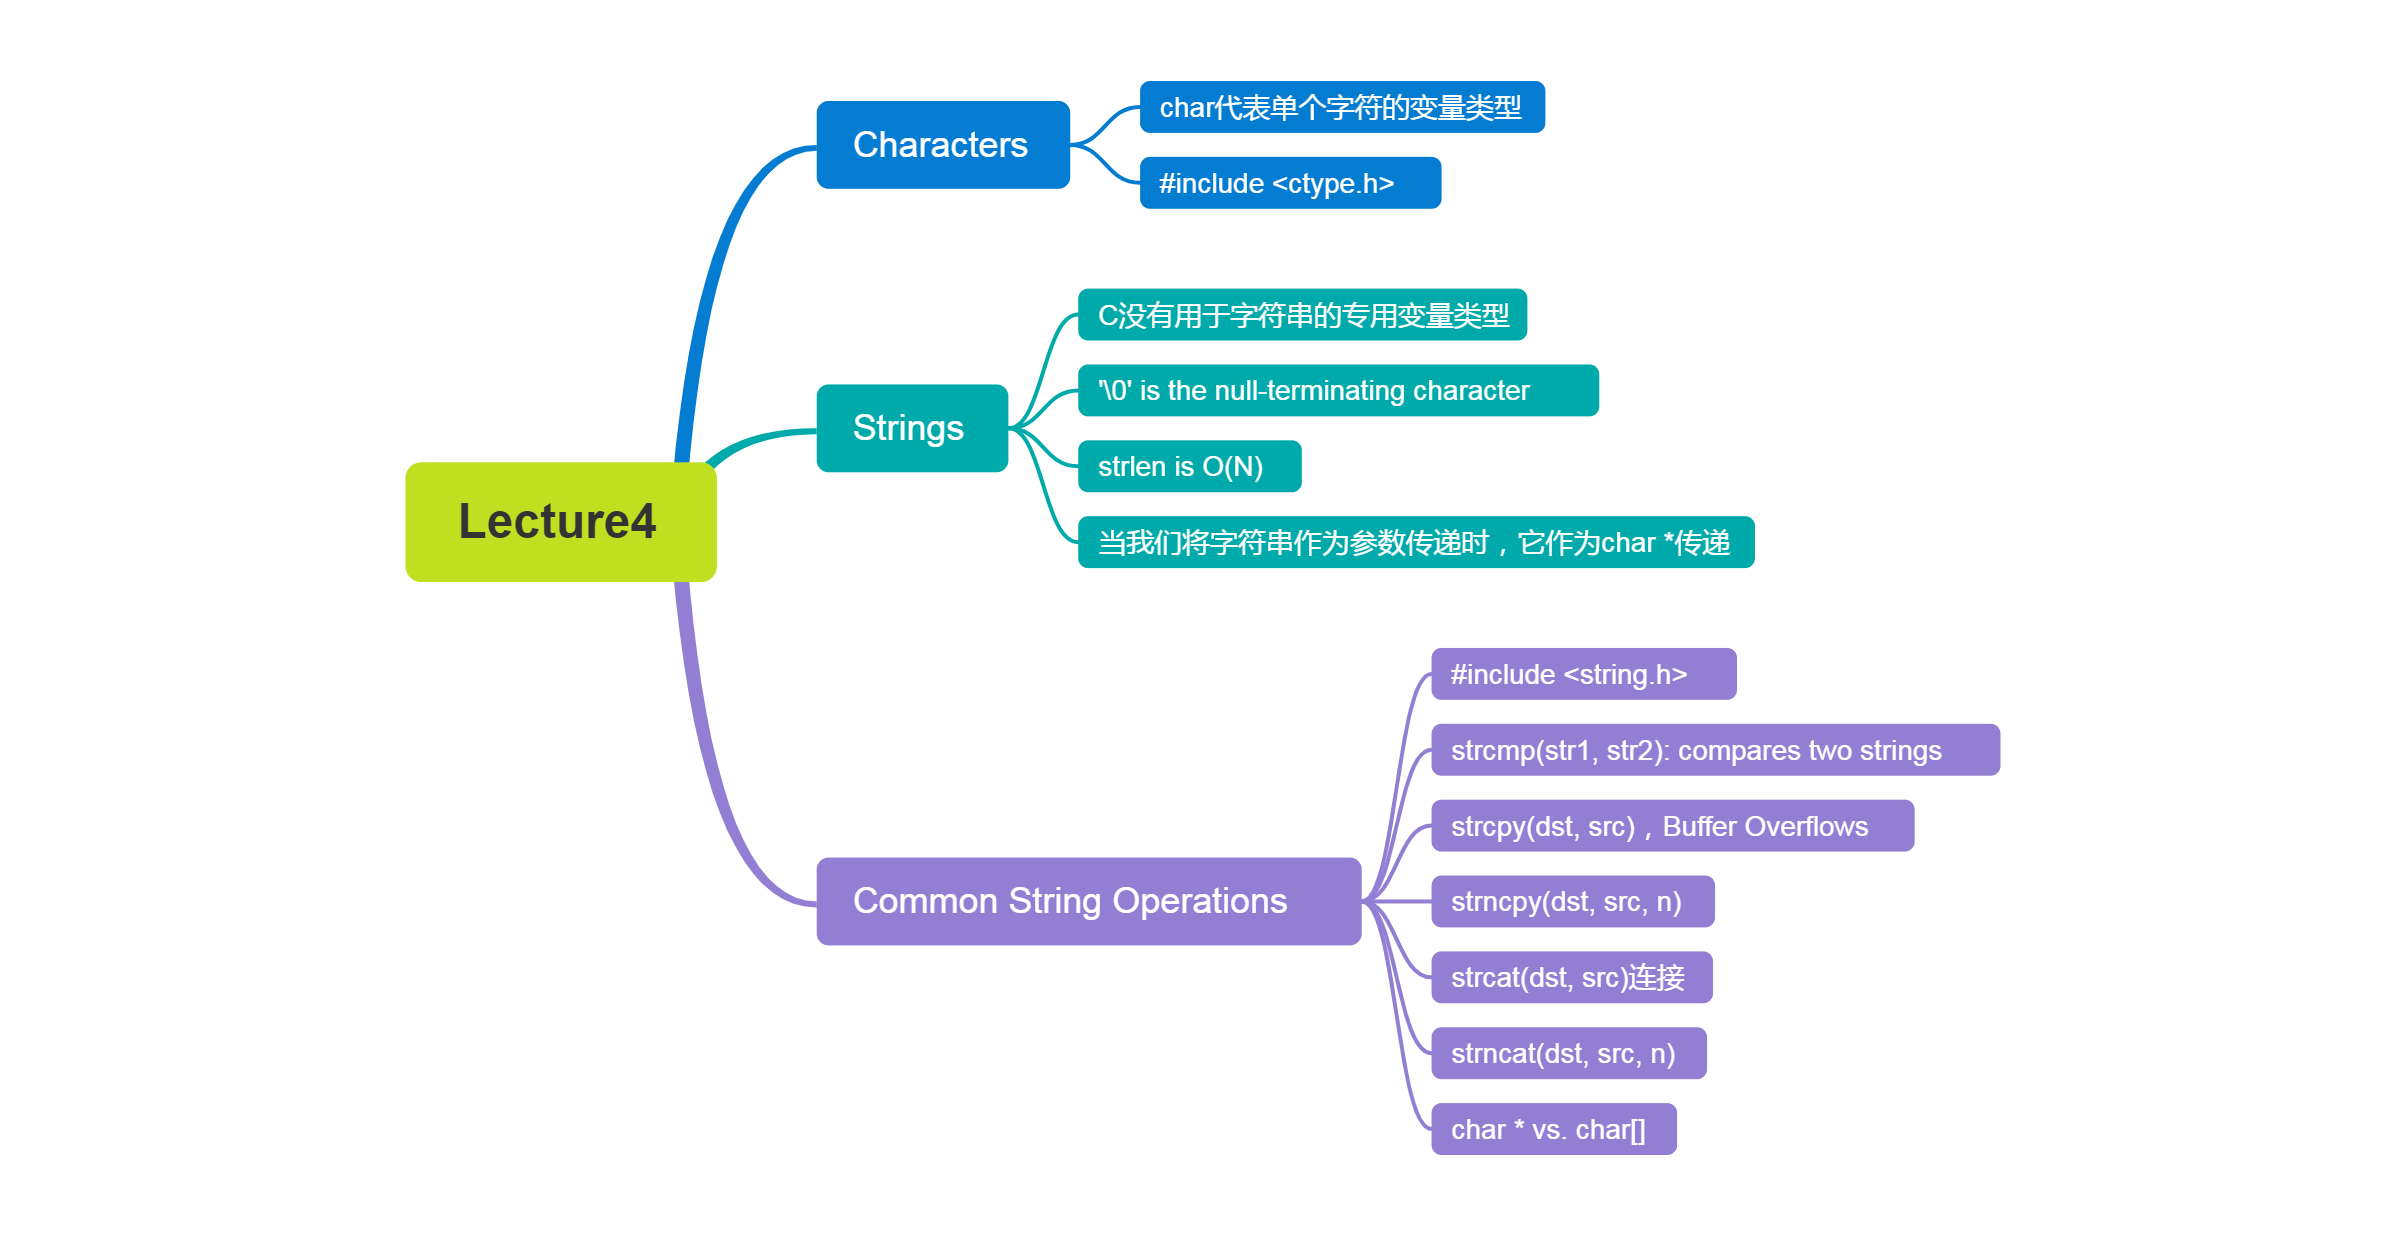 Lecture4
Characters
char代表单个字符的变量类型
#include <ctype.h>
Strings
C没有用于字符串的专用变量类型
'\0' is the null-terminating character
strlen is O(N)
当我们将字符串作为参数传递时，它作为char *传递
Common String Operations
#include <string.h>
strcmp(str1, str2): compares two strings
strcpy(dst, src)，Buffer Overflows
strncpy(dst, src, n)
strcat(dst, src)连接
strncat(dst, src, n)
char * vs. char[]